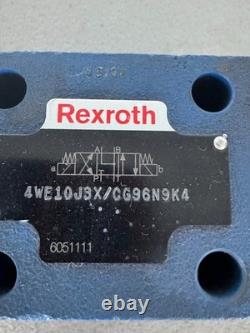 Rexroth
a A B b
P T
4WE10J3X/CG96N9K4
6051111